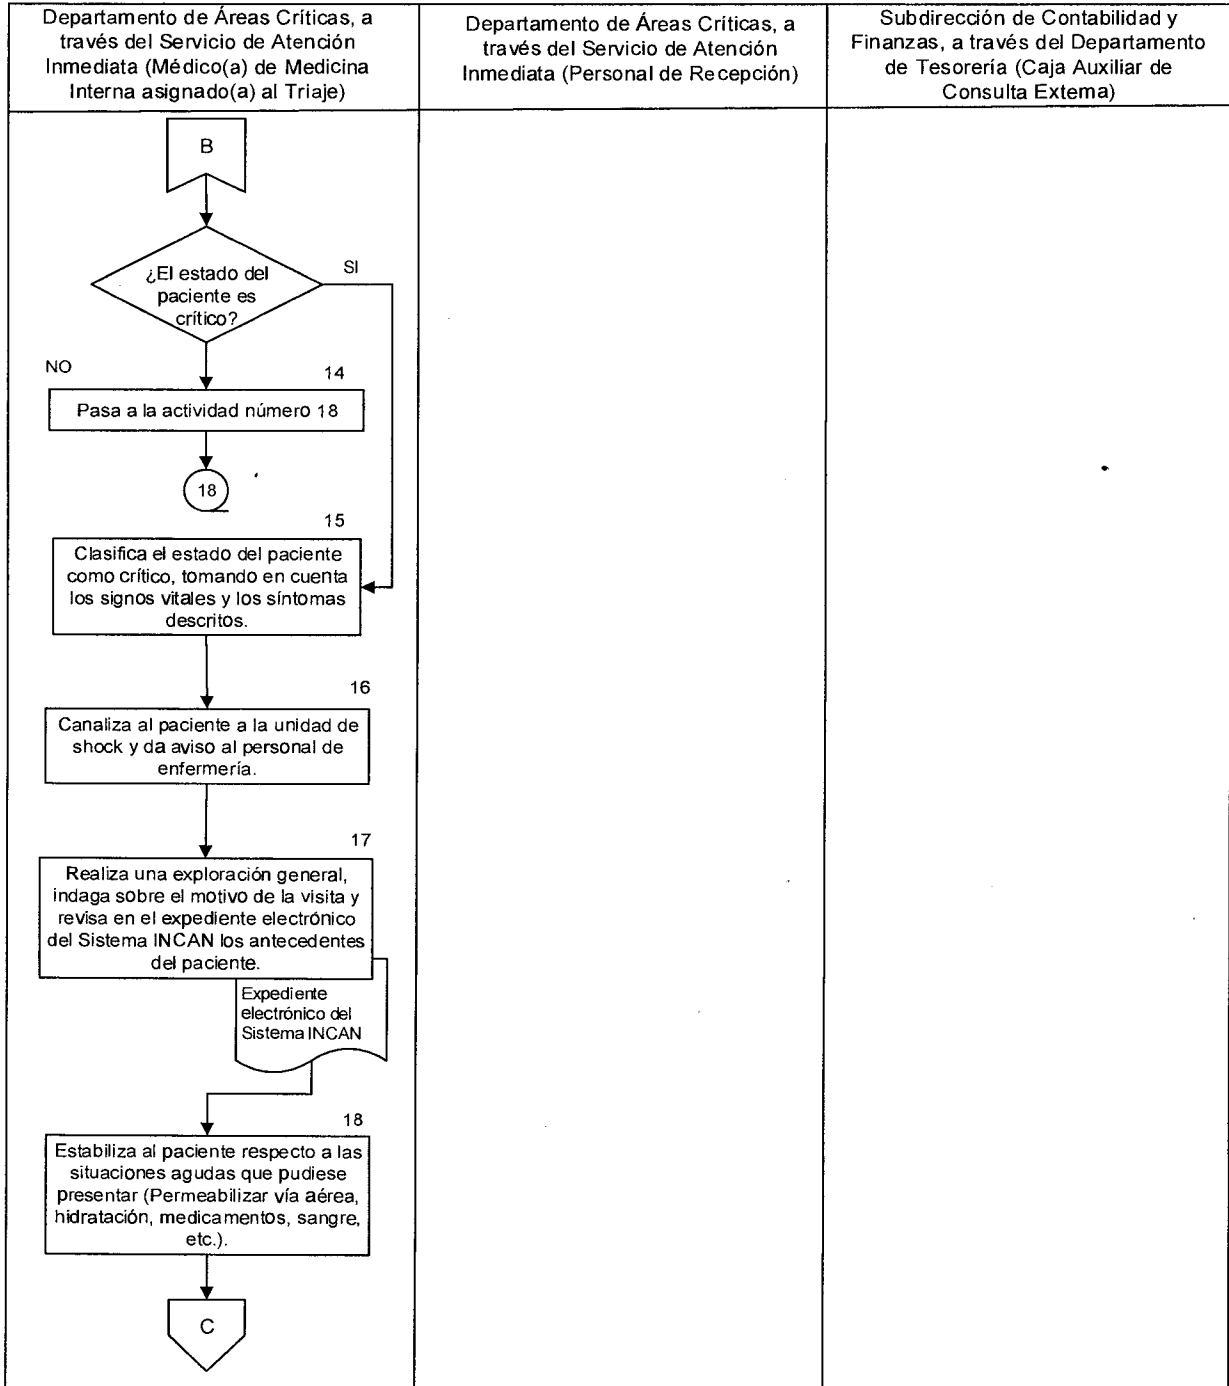 Departamento de Áreas Críticas, a
través del Servicio de Atención
Inmediata (Médico(a) de Medicina
Interna asignado(a) al Triaje)
Departamento de Áreas Críticas, a
través del Servicio de Atención
Inmediata (Personal de Recepción)
Subdirección de Contabilidad y
Finanzas, a través del Departamento
de Tesorería (Caja Auxiliar de
Consulta Externa)
B
¿El estado del
paciente es
crítico?
SI
NO
14
Pasa a la actividad número 18
18
15
Clasifica el estado del paciente
como crítico, tomando en cuenta
los signos vitales y los síntomas
descritos.
16
Canaliza al paciente a la unidad de
shock y da aviso al personal de
enfermería.
17
Realiza una exploración general,
indaga sobre el motivo de la visita y
revisa en el expediente electrónico
del Sistema INCAN los antecedentes
del paciente.
Expediente
electrónico del
Sistema INCAN
18
Estabiliza al paciente respecto a las
situaciones agudas que pudiese
presentar (Permeabilizar vía aérea,
hidratación, medicamentos, sangre,
etc.).
C